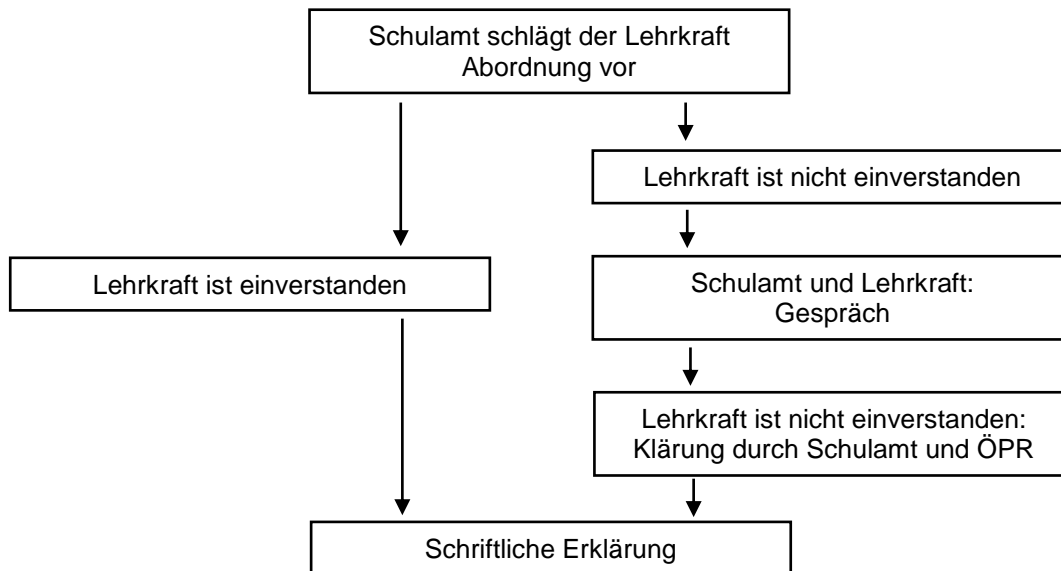 Schulamt schlägt der Lehrkraft
Abordnung vor
Lehrkraft ist nicht einverstanden
Lehrkraft ist einverstanden
Schulamt und Lehrkraft:
Gespräch
Lehrkraft ist nicht einverstanden:
Klärung durch Schulamt und ÖPR
Schriftliche Erklärung